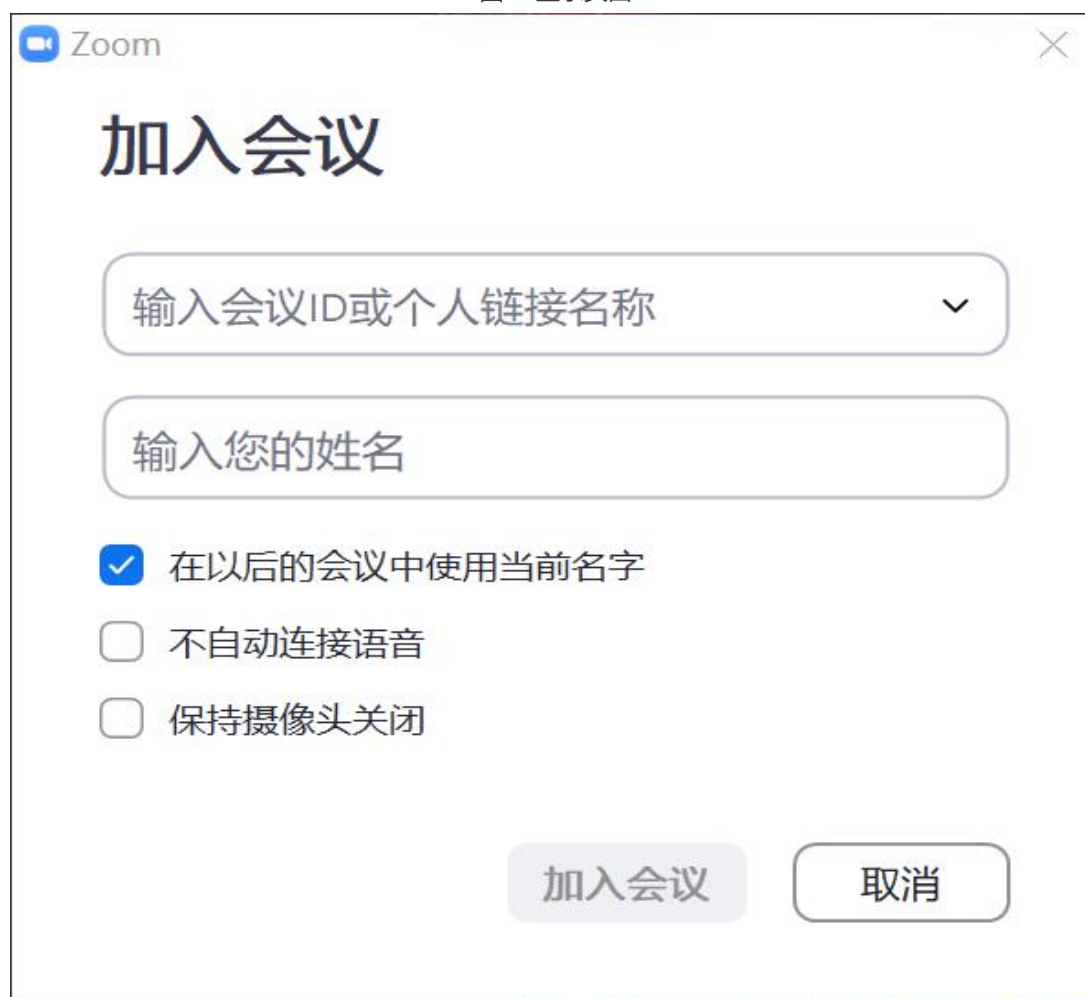 Zoom
加入会议
输入会议ID或个人链接名称
输入您的姓名
在以后的会议中使用当前名字
不自动连接语音
保持摄像头关闭
加入会议
取消